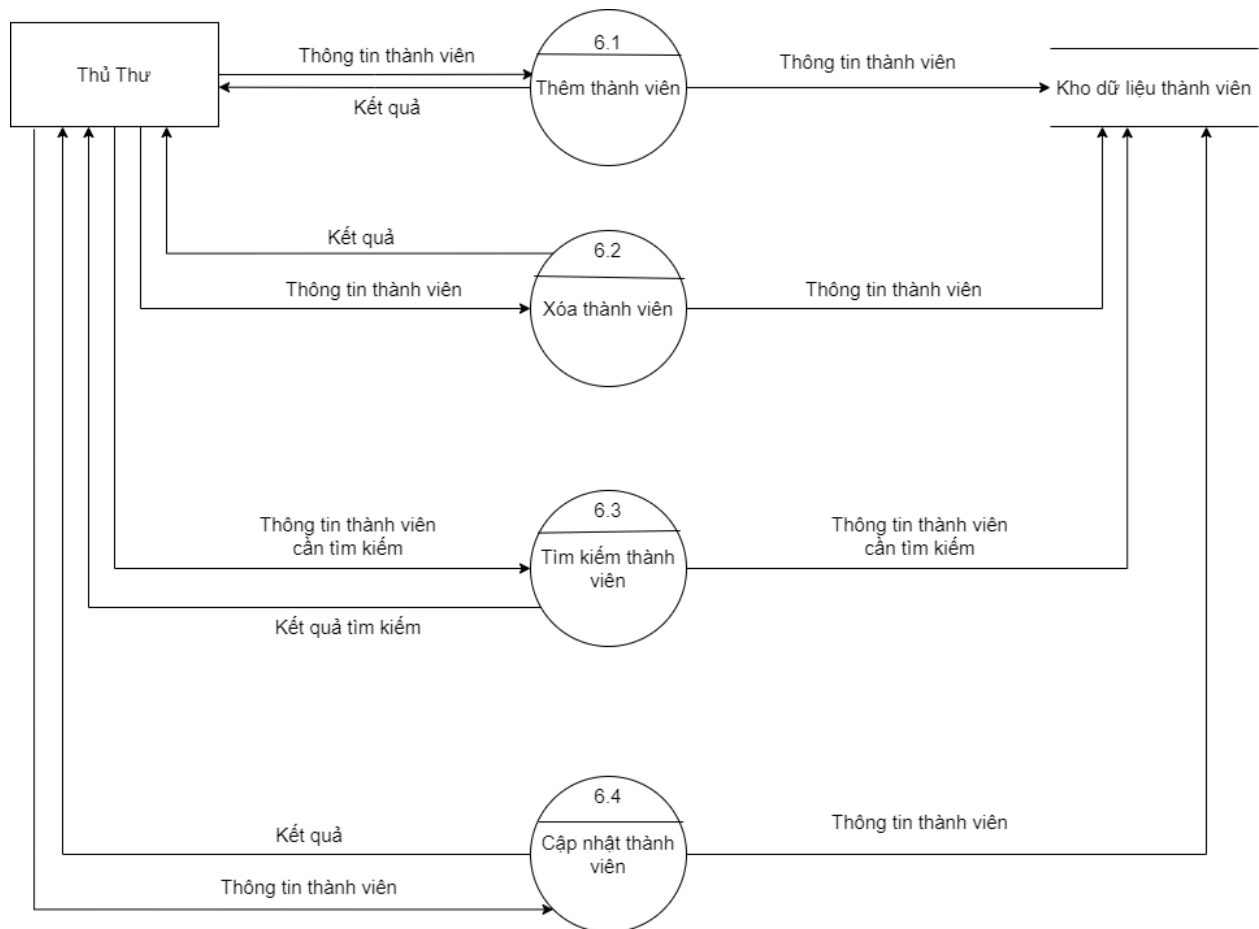 Thủ Thư
Thông tin thành viên
Kết quả
6.1
Thêm thành viên
Thông tin thành viên
Kho dữ liệu thành viên
Kết quả
Thông tin thành viên
6.2
Xóa thành viên
Thông tin thành viên
Thông tin thành viên
cần tìm kiếm
Kết quả tìm kiếm
6.3
Tìm kiếm thành
viên
Thông tin thành viên
cần tìm kiếm
Kết quả
Thông tin thành viên
6.4
Cập nhật thành
viên
Thông tin thành viên